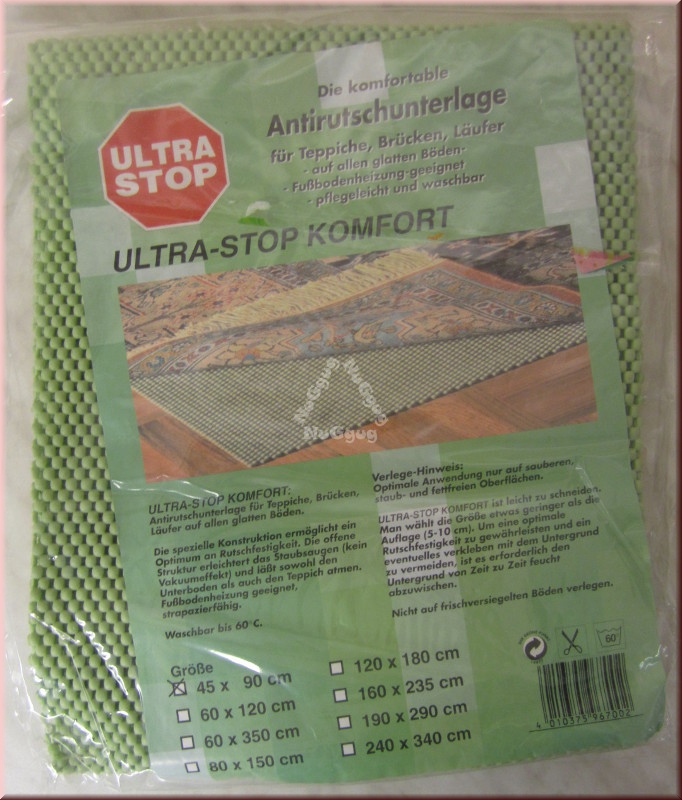 ULTRA
STOP
Die komfortable
Antirutschunterlage
für Teppiche, Brücken, Läufer
- auf allen glatten Böden-
- Fußbodenheizung-geeignet
- pflegeleicht und waschbar
ULTRA-STOP KOMFORT
NuGgug
NuGgug
NuGgug
ULTRA-STOP KOMFORT:
Antirutschunterlage für Teppiche, Brücken,
Läufer auf allen glatten Böden.
Die spezielle Konstruktion ermöglicht ein
Optimum an Rutschfestigkeit. Die offene
Struktur erleichtert das Staubsaugen (kein
Vakuumeffekt) und läßt sowohl den
Unterboden als auch den Teppich atmen.
Fußbodenheizung geeignet,
strapazierfähig.
Waschbar bis 60°C.
Verlege-Hinweis:
Optimale Anwendung nur auf sauberen,
staub- und fettfreien Oberflächen.
ULTRA-STOP KOMFORT ist leicht zu schneiden.
Man wählt die Größe etwas geringer als die
Auflage (5-10 cm). Um eine optimale
Rutschfestigkeit zu gewährleisten und ein
eventuelles verkleben mit dem Untergrund
zu vermeiden, ist es erforderlich den
Untergrund von Zeit zu Zeit feucht
abzuwischen.
Nicht auf frischversiegelten Böden verlegen.
Größe
45 x 90 cm
60 x 120 cm
60 x 350 cm
80 x 150 cm
120 x 180 cm
160 x 235 cm
190 x 290 cm
240 x 340 cm
60
4 010373 967002